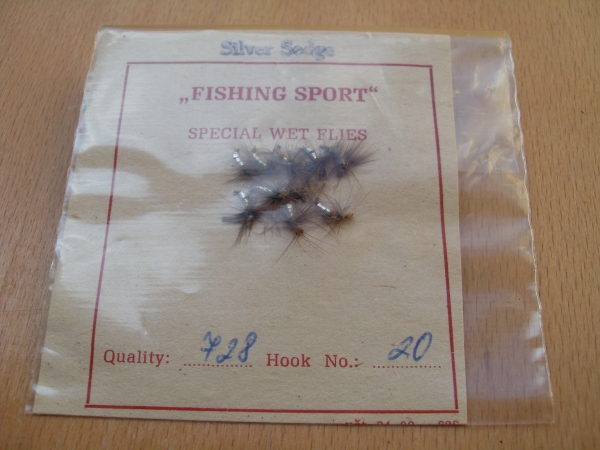 Silver Sedge
„FISHING SPORT“
SPECIAL WET FLIES
Quality: 728 Hook No.: 20